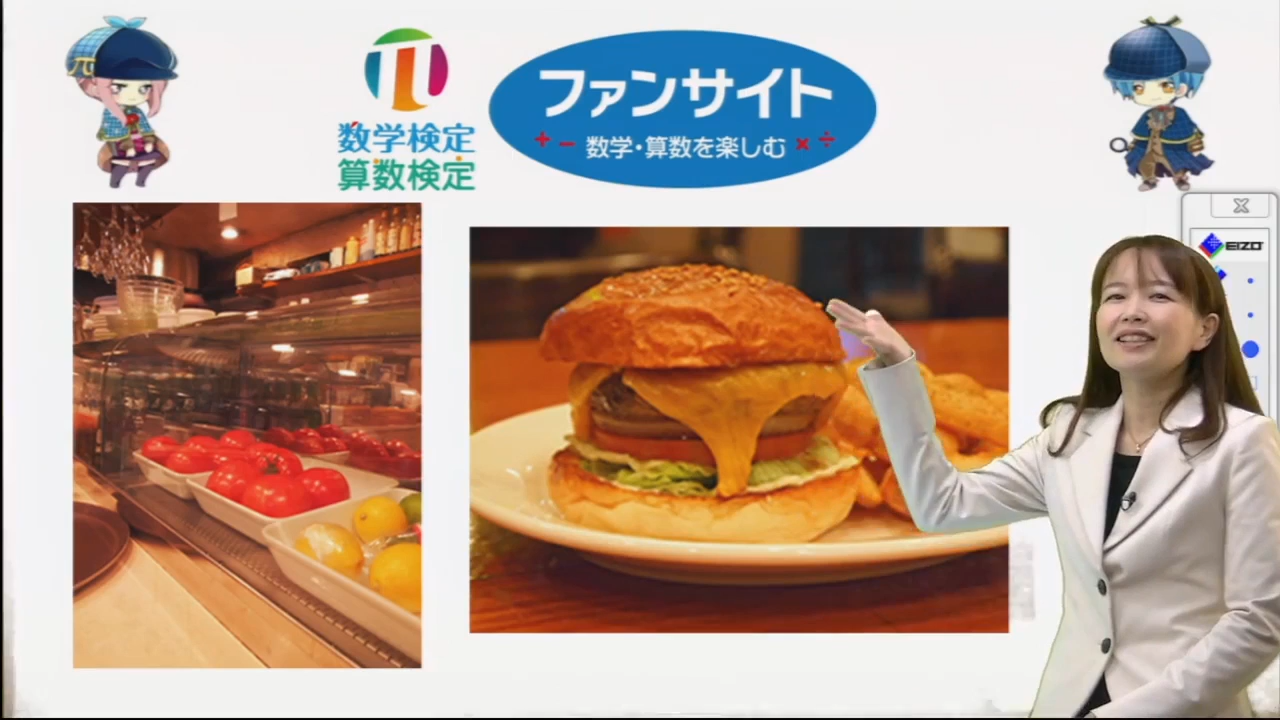 数学検定
算数検定
ファンサイト
+ − 数学・算数を楽しむ × ÷
EIZO